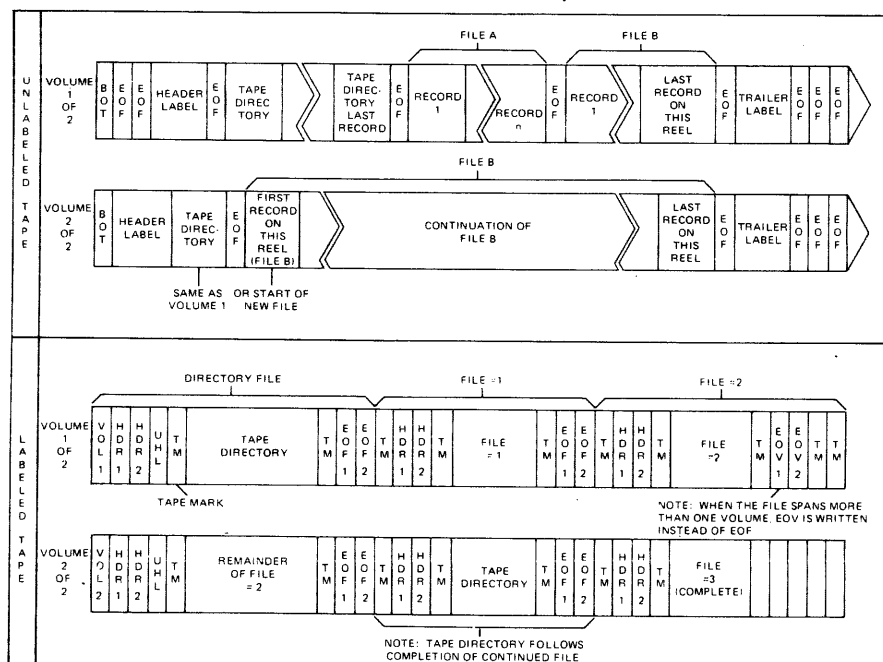 UNLABELED TAPE
FILE A
FILE B
VOLUME 1 OF 2
BOT
EOF
EOF
HEADER LABEL
EOF
TAPE DIRECTORY
TAPE DIREC-TORY LAST RECORD
EOF
RECORD 1
RECORD n
EOF
RECORD 1
LAST RECORD ON THIS REEL
EOF
TRAILER LABEL
EOF
EOF
EOF
FILE B
VOLUME 2 OF 2
BOT
HEADER LABEL
TAPE DIREC-TORY
EOF
FIRST RECORD ON THIS REEL (FILE B)
CONTINUATION OF FILE B
LAST RECORD ON THIS REEL
EOF
TRAILER LABEL
EOF
EOF
EOF
SAME AS VOLUME 1
OR START OF NEW FILE
LABELED TAPE
DIRECTORY FILE
FILE =1
FILE =2
VOLUME 1 OF 2
VOL 1
HDR 1
HDR 2
UHL
TM
TAPE DIRECTORY
TM
EOF 1
EOF 2
TM
HDR 1
HDR 2
TM
FILE =1
TM
EOF 1
EOF 2
TM
HDR 1
HDR 2
TM
FILE =2
TM
EOV 1
EOV 2
TM
TM
TAPE MARK
NOTE: WHEN THE FILE SPANS MORE
THAN ONE VOLUME, EOV IS WRITTEN
INSTEAD OF EOF
VOLUME 2 OF 2
VOL 2
HDR 1
HDR 2
UHL
TM
REMAINDER OF FILE =2
TM
EOF 1
EOF 2
TM
HDR 1
HDR 2
TM
TAPE DIRECTORY
TM
EOF 1
EOF 2
TM
HDR 1
HDR 2
TM
FILE =3 (COMPLETE)
NOTE: TAPE DIRECTORY FOLLOWS
COMPLETION OF CONTINUED FILE